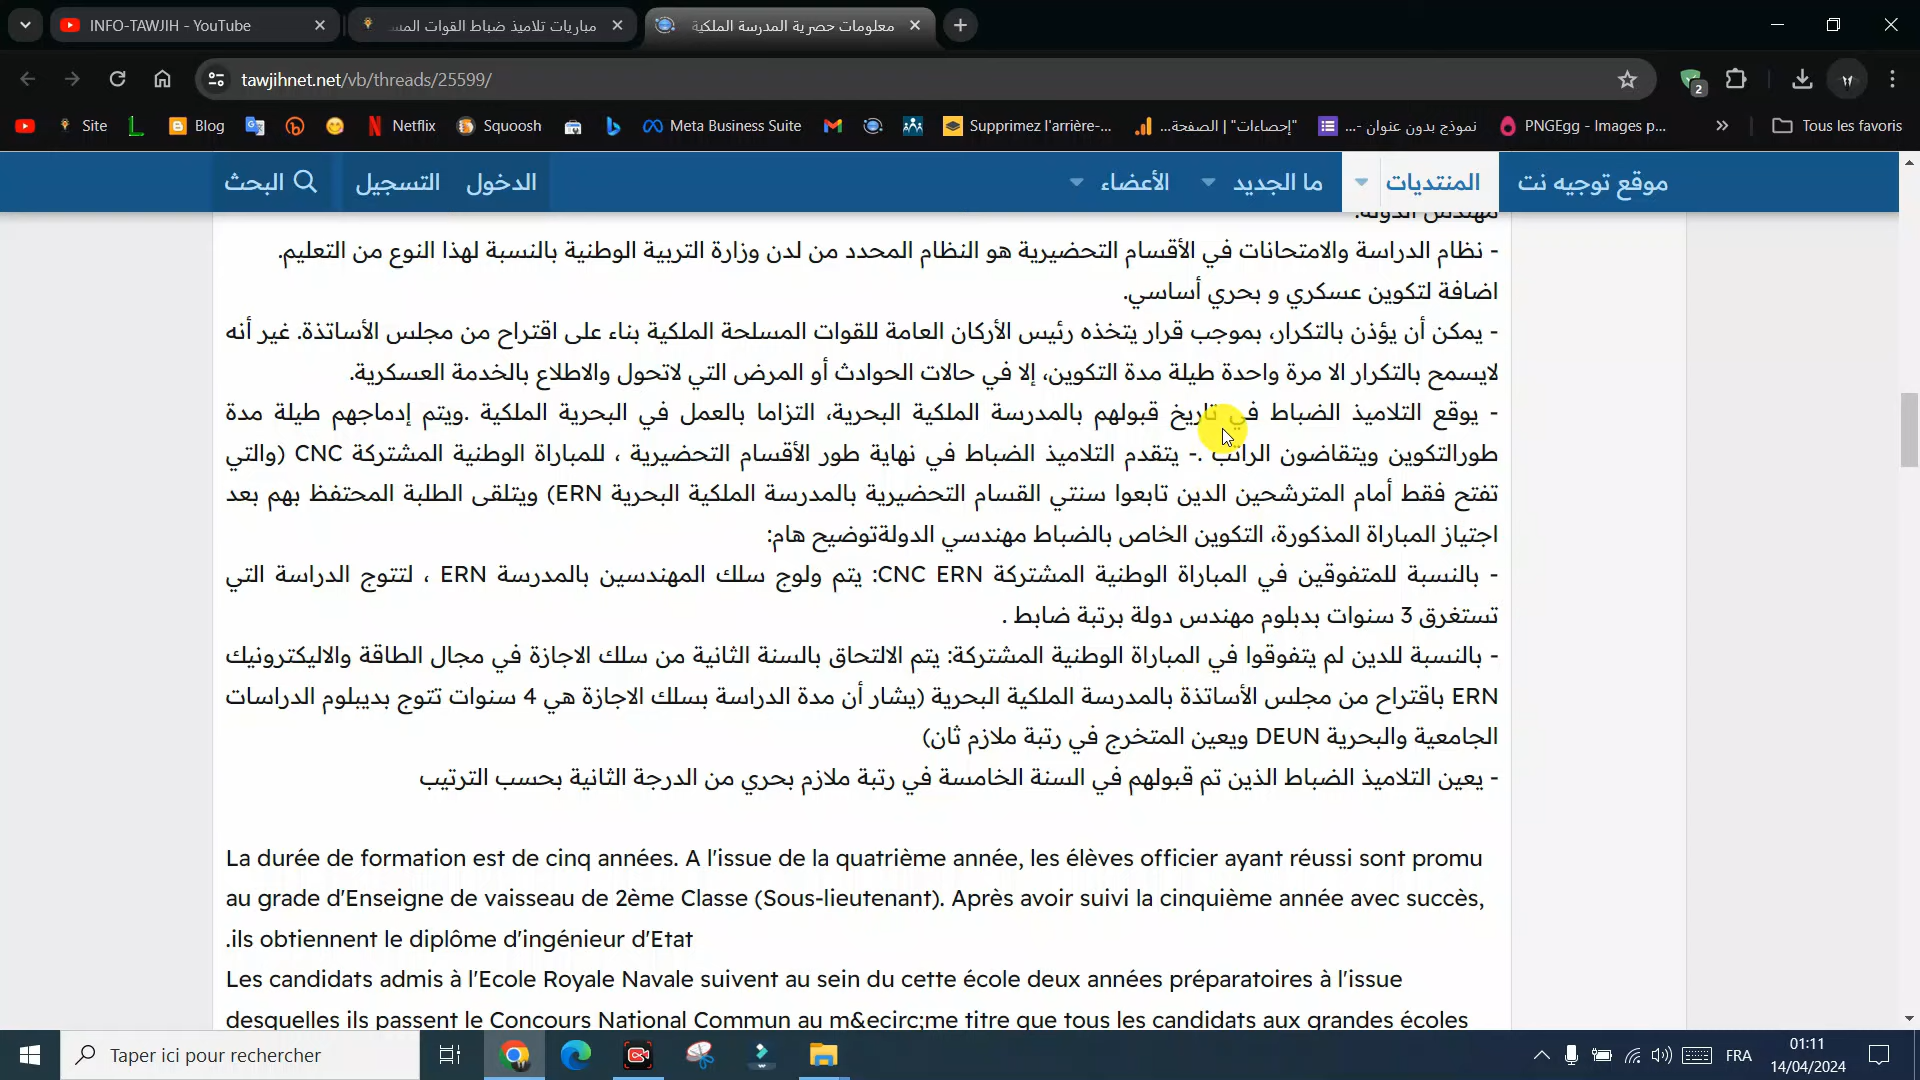 INFO-TAWJIH - YouTube
مباريات تلاميذ ضباط القوات المس
معلومات حصرية المدرسة الملكية
tawjihnet.net/vb/threads/25599/
2
Site
Blog
Netflix
Squoosh
Meta Business Suite
Supprimez l'arrière-...
"إحصاءات" | الصفحة...
نموذج بدون عنوان -...
PNGEgg - Images p...
Tous les favoris
موقع توجيه نت
المنتديات
ما الجديد
الأعضاء
الدخول
التسجيل
البحث
مهندس الدولة.
- نظام الدراسة والامتحانات في الأقسام التحضيرية هو النظام المحدد من لدن وزارة التربية الوطنية بالنسبة لهذا النوع من التعليم.
اضافة لتكوين عسكري و بحري أساسي.
- يمكن أن يؤذن بالتكرار، بموجب قرار يتخذه رئيس الأركان العامة للقوات المسلحة الملكية بناء على اقتراح من مجلس الأساتذة. غير أنه
لايسمح بالتكرار الا مرة واحدة طيلة مدة التكوين، إلا في حالات الحوادث أو المرض التي لاتحول والاطلاع بالخدمة العسكرية.
- يوقع التلاميذ الضباط في تاريخ قبولهم بالمدرسة الملكية البحرية، التزاما بالعمل في البحرية الملكية .ويتم إدماجهم طيلة مدة
طورالتكوين ويتقاضون الراتب .- يتقدم التلاميذ الضباط في نهاية طور الأقسام التحضيرية ، للمباراة الوطنية المشتركة CNC (والتي
تفتح فقط أمام المترشحين الدين تابعوا سنتي القسام التحضيرية بالمدرسة الملكية البحرية ERN) ويتلقى الطلبة المحتفظ بهم بعد
اجتياز المباراة المذكورة، التكوين الخاص بالضباط مهندسي الدولةتوضيح هام:
- بالنسبة للمتفوقين في المباراة الوطنية المشتركة CNC ERN: يتم ولوج سلك المهندسين بالمدرسة ERN ، لتتوج الدراسة التي
تستغرق 3 سنوات بدبلوم مهندس دولة برتبة ضابط .
- بالنسبة للدين لم يتفوقوا في المباراة الوطنية المشتركة: يتم الالتحاق بالسنة الثانية من سلك الاجازة في مجال الطاقة والاليكترونيك
ERN باقتراح من مجلس الأساتذة بالمدرسة الملكية البحرية (يشار أن مدة الدراسة بسلك الاجازة هي 4 سنوات تتوج بديبلوم الدراسات
الجامعية والبحرية DEUN ويعين المتخرج في رتبة ملازم ثان)
- يعين التلاميذ الضباط الذين تم قبولهم في السنة الخامسة في رتبة ملازم بحري من الدرجة الثانية بحسب الترتيب
La durée de formation est de cinq années. A l'issue de la quatrième année, les élèves officier ayant réussi sont promu
au grade d'Enseigne de vaisseau de 2ème Classe (Sous-lieutenant). Après avoir suivi la cinquième année avec succès,
.ils obtiennent le diplôme d'ingénieur d'Etat
Les candidats admis à l'Ecole Royale Navale suivent au sein du cette école deux années préparatoires à l'issue
desquelles ils passent le Concours National Commun au m&ecirc;me titre que tous les candidats aux grandes écoles
Taper ici pour rechercher
FRA
01:11
14/04/2024